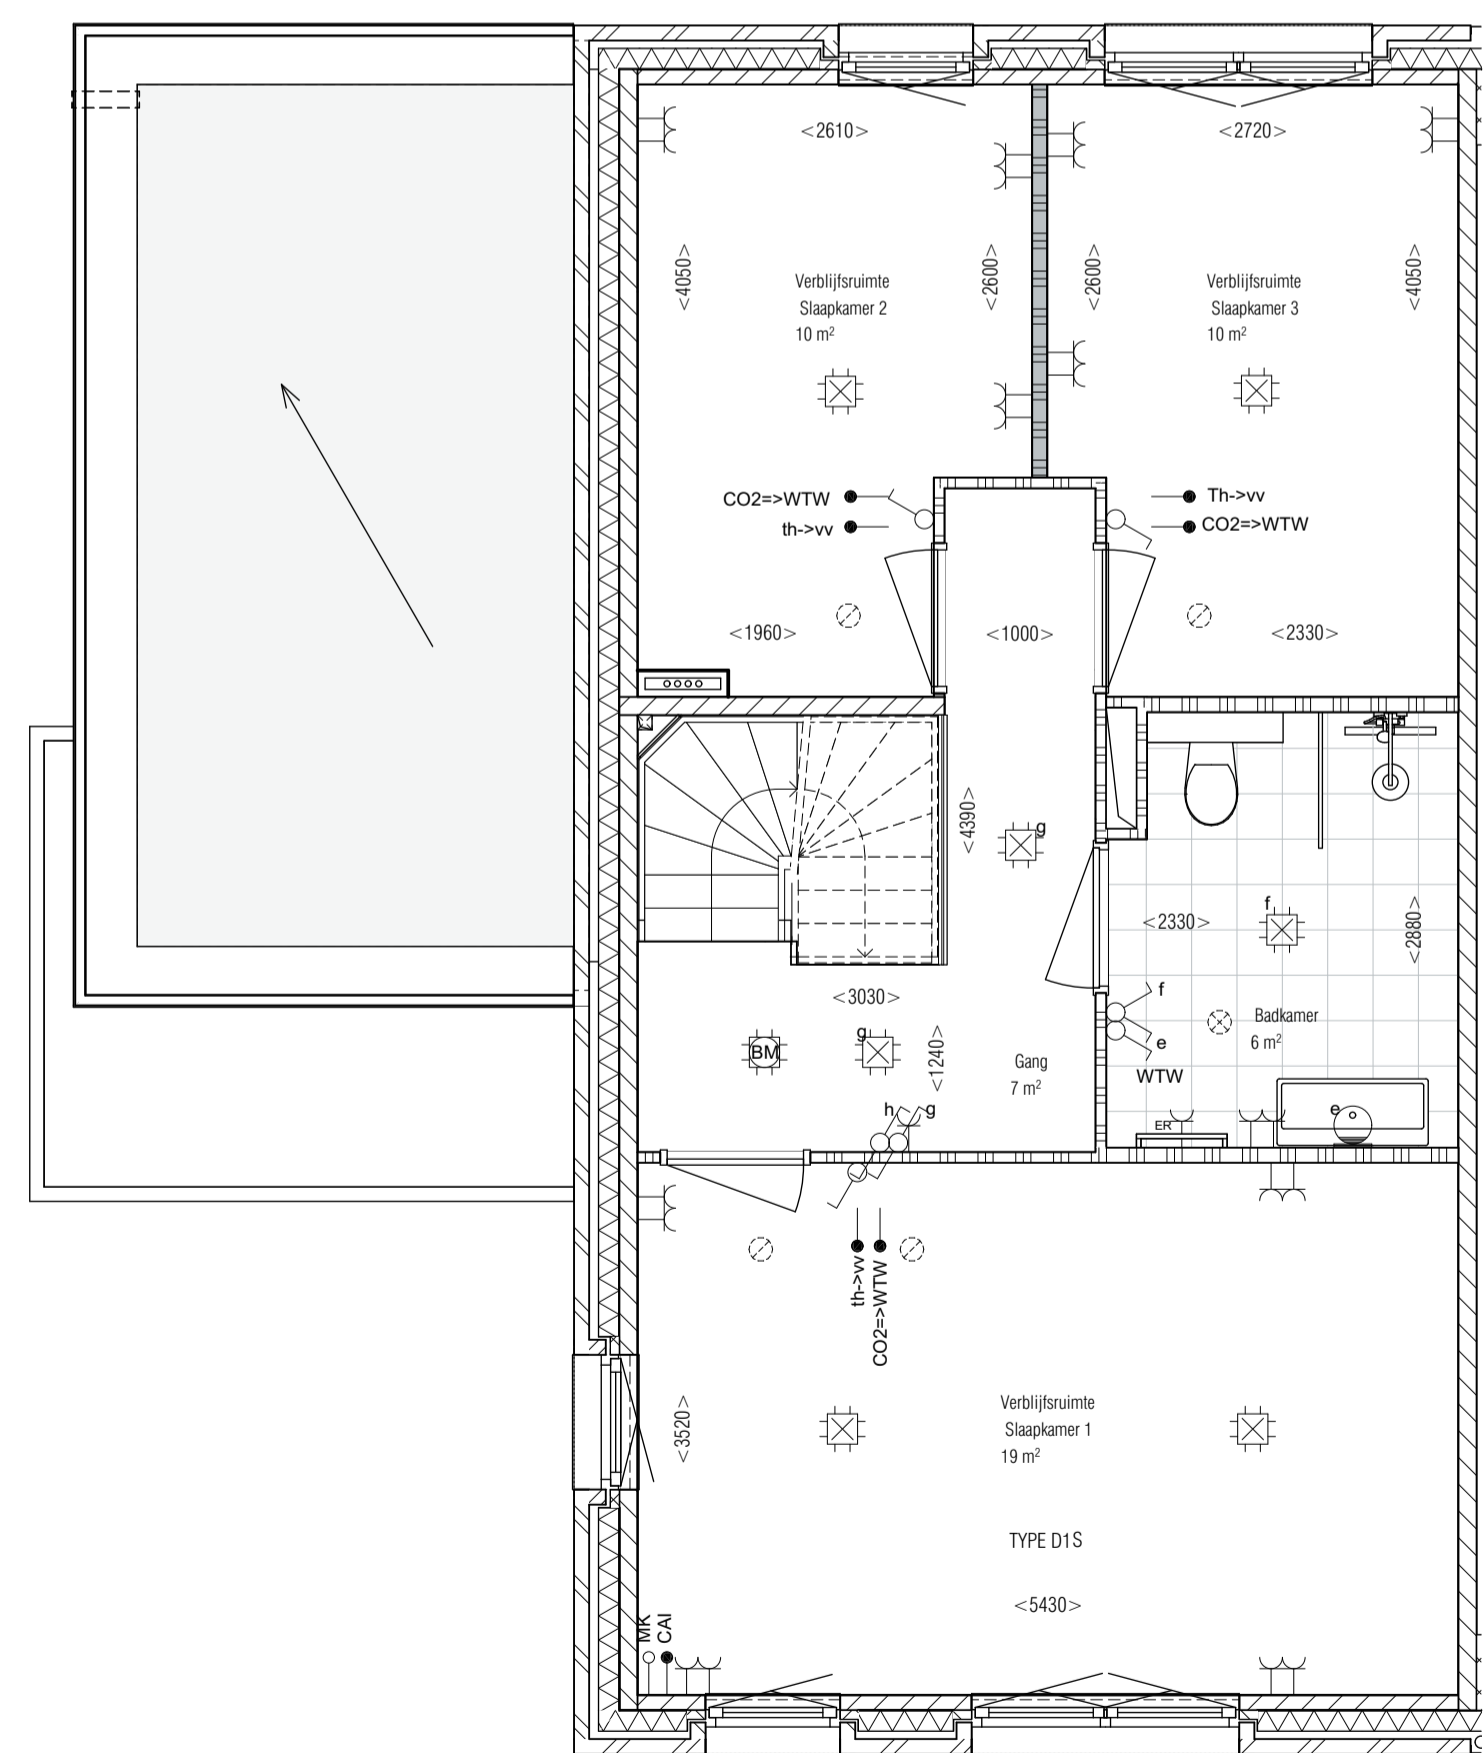 <2610>
<2720>
<4050>
<2600>
<2600>
<4050>
Verblijfsruimte
Slaapkamer 2
10 m²
Verblijfsruimte
Slaapkamer 3
10 m²
CO2=>WTW
th->vv
Th->vv
CO2=>WTW
<1960>
<1000>
<2330>
<4390>
g
f
<2330>
<2880>
f
e
WTW
Badkamer
6 m²
<3030>
BM
g
<1240>
Gang
7 m²
h
g
ER
e
th->vv
CO2=>WTW
<3520>
Verblijfsruimte
Slaapkamer 1
19 m²
TYPE D1S
<5430>
MK
CAI